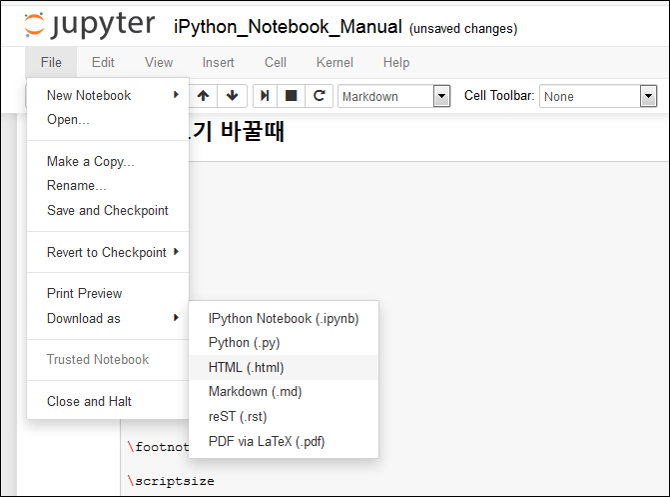 jupyter iPython_Notebook_Manual (unsaved changes)
File Edit View Insert Cell Kernel Help
Markdown Cell Toolbar: None
New Notebook
Open...
Make a Copy...
Rename...
Save and Checkpoint
Revert to Checkpoint
Print Preview
Download as
Trusted Notebook
Close and Halt
IPython Notebook (.ipynb)
Python (.py)
HTML (.html)
Markdown (.md)
reST (.rst)
PDF via LaTeX (.pdf)
기 바꿀때
\footnot
\scriptsize